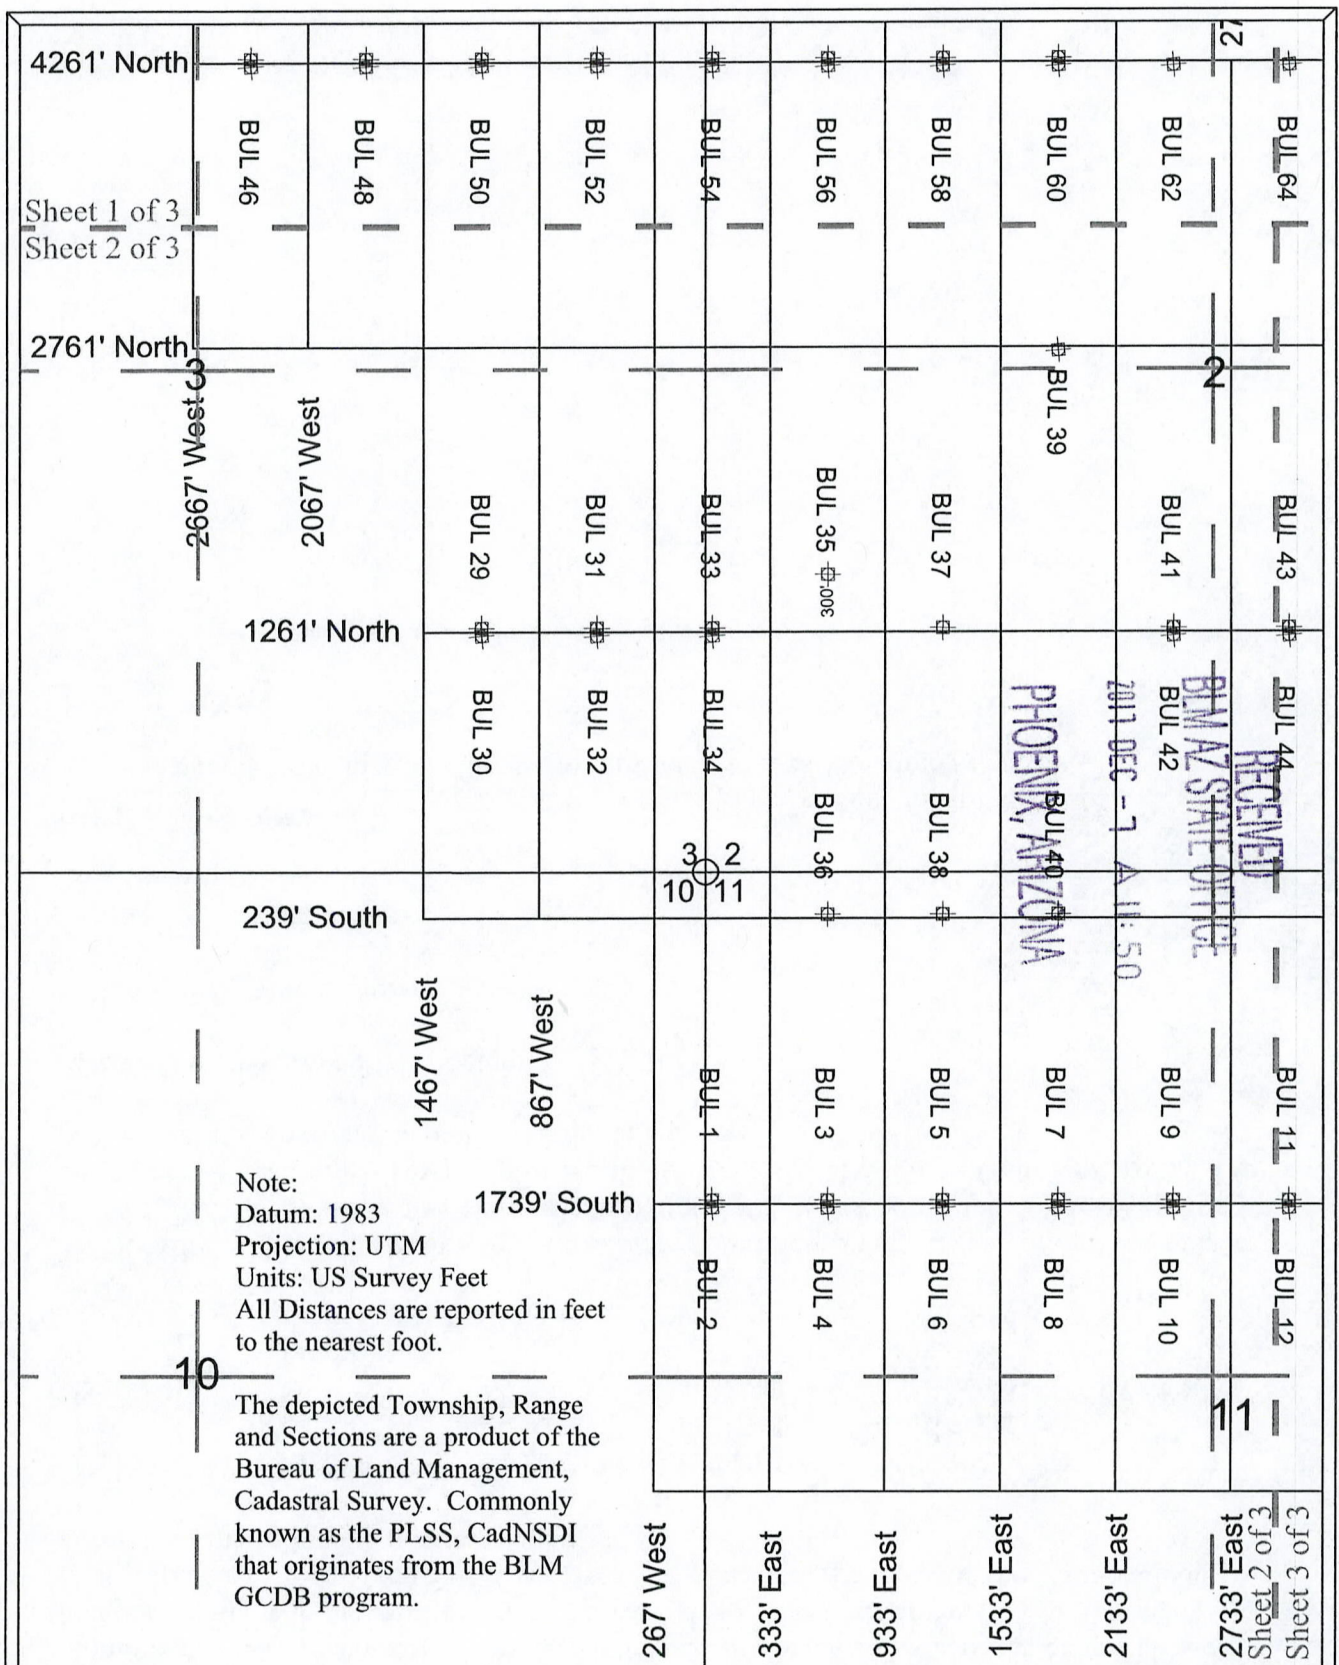 27
4261' North
BUL 46
BUL 48
BUL 50
BUL 52
BUL 54
BUL 56
BUL 58
BUL 60
BUL 62
BUL 64
Sheet 1 of 3
Sheet 2 of 3
2761' North
3
2
2667' West
2067' West
BUL 39
BUL 29
BUL 31
BUL 33
BUL 35
300'
BUL 37
BUL 41
BUL 43
1261' North
BUL 30
BUL 32
BUL 34
BUL 42
BUL 44
BUL 36
BUL 38
BUL 40
RECEIVED
BLM AZ STATE OFFICE
2017 DEC -7 A 11:50
PHOENIX, ARIZONA
3 2
10 11
239' South
1467' West
867' West
BUL 1
BUL 3
BUL 5
BUL 7
BUL 9
BUL 11
1739' South
BUL 2
BUL 4
BUL 6
BUL 8
BUL 10
BUL 12
Note:
Datum: 1983
Projection: UTM
Units: US Survey Feet
All Distances are reported in feet
to the nearest foot.
10
11
The depicted Township, Range
and Sections are a product of the
Bureau of Land Management,
Cadastral Survey. Commonly
known as the PLSS, CadNSDI
that originates from the BLM
GCDB program.
267' West
333' East
933' East
1533' East
2133' East
2733' East
Sheet 2 of 3
Sheet 3 of 3